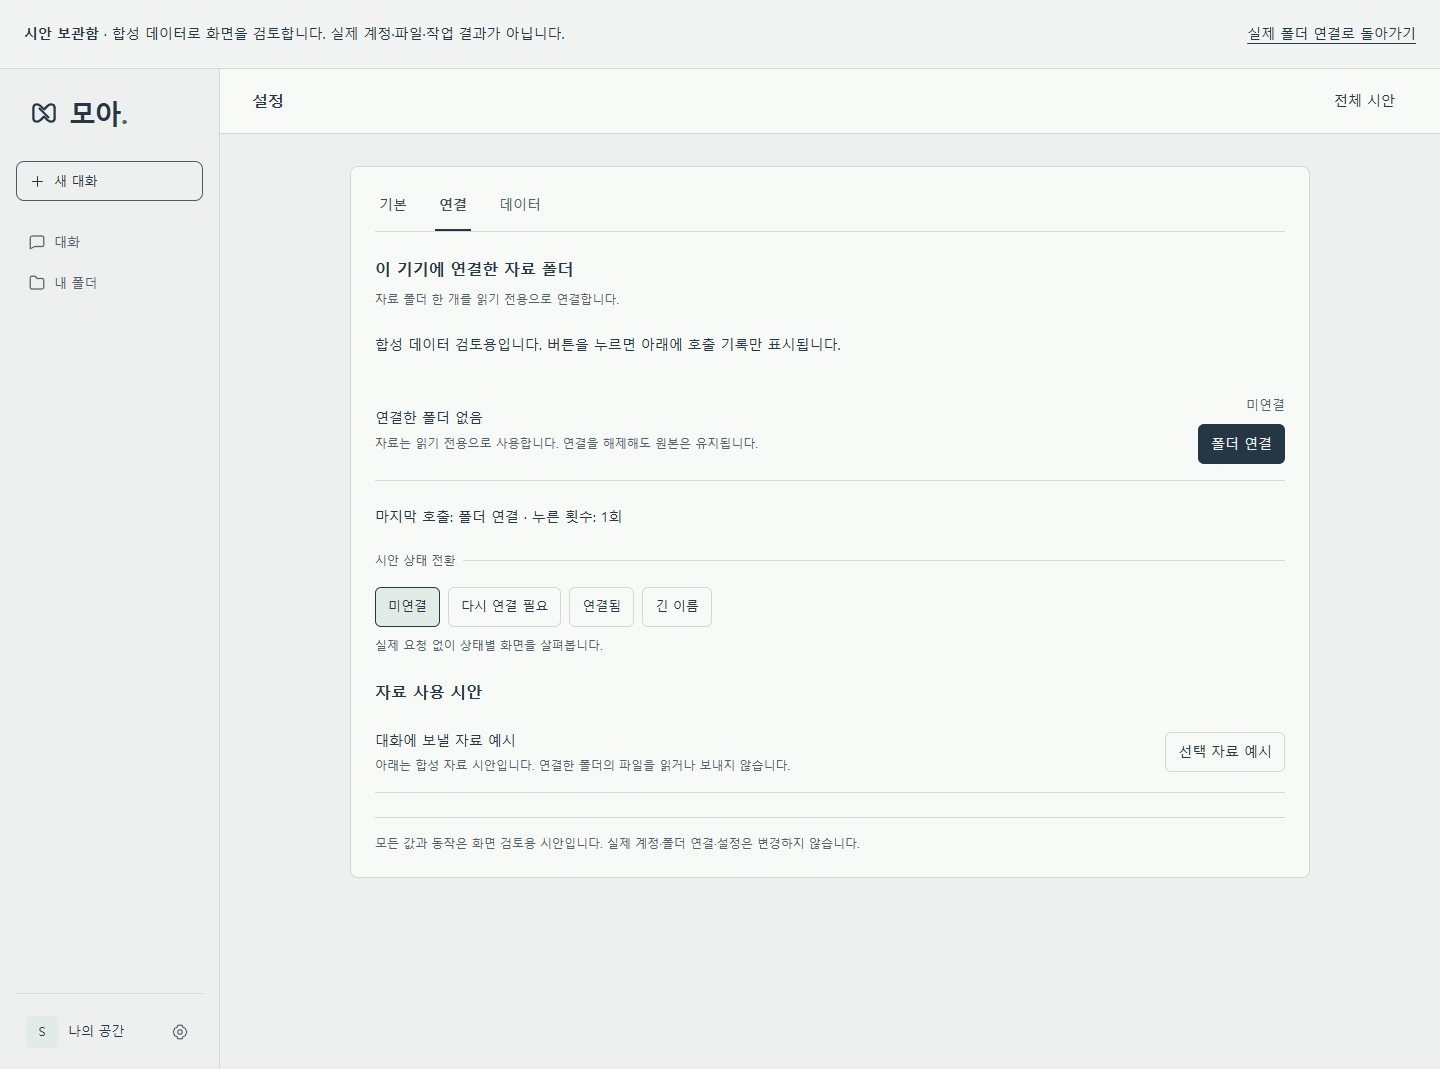 시안 보관함 · 합성 데이터로 화면을 검토합니다. 실제 계정·파일·작업 결과가 아닙니다.
실제 폴더 연결로 돌아가기
모아.
설정
전체 시안
새 대화
대화
내 폴더
기본
연결
데이터
이 기기에 연결한 자료 폴더
자료 폴더 한 개를 읽기 전용으로 연결합니다.
합성 데이터 검토용입니다. 버튼을 누르면 아래에 호출 기록만 표시됩니다.
미연결
연결한 폴더 없음
자료는 읽기 전용으로 사용합니다. 연결을 해제해도 원본은 유지됩니다.
폴더 연결
마지막 호출: 폴더 연결 · 누른 횟수: 1회
시안 상태 전환
미연결
다시 연결 필요
연결됨
긴 이름
실제 요청 없이 상태별 화면을 살펴봅니다.
자료 사용 시안
대화에 보낼 자료 예시
아래는 합성 자료 시안입니다. 연결한 폴더의 파일을 읽거나 보내지 않습니다.
선택 자료 예시
모든 값과 동작은 화면 검토용 시안입니다. 실제 계정·폴더 연결·설정은 변경하지 않습니다.
S
나의 공간